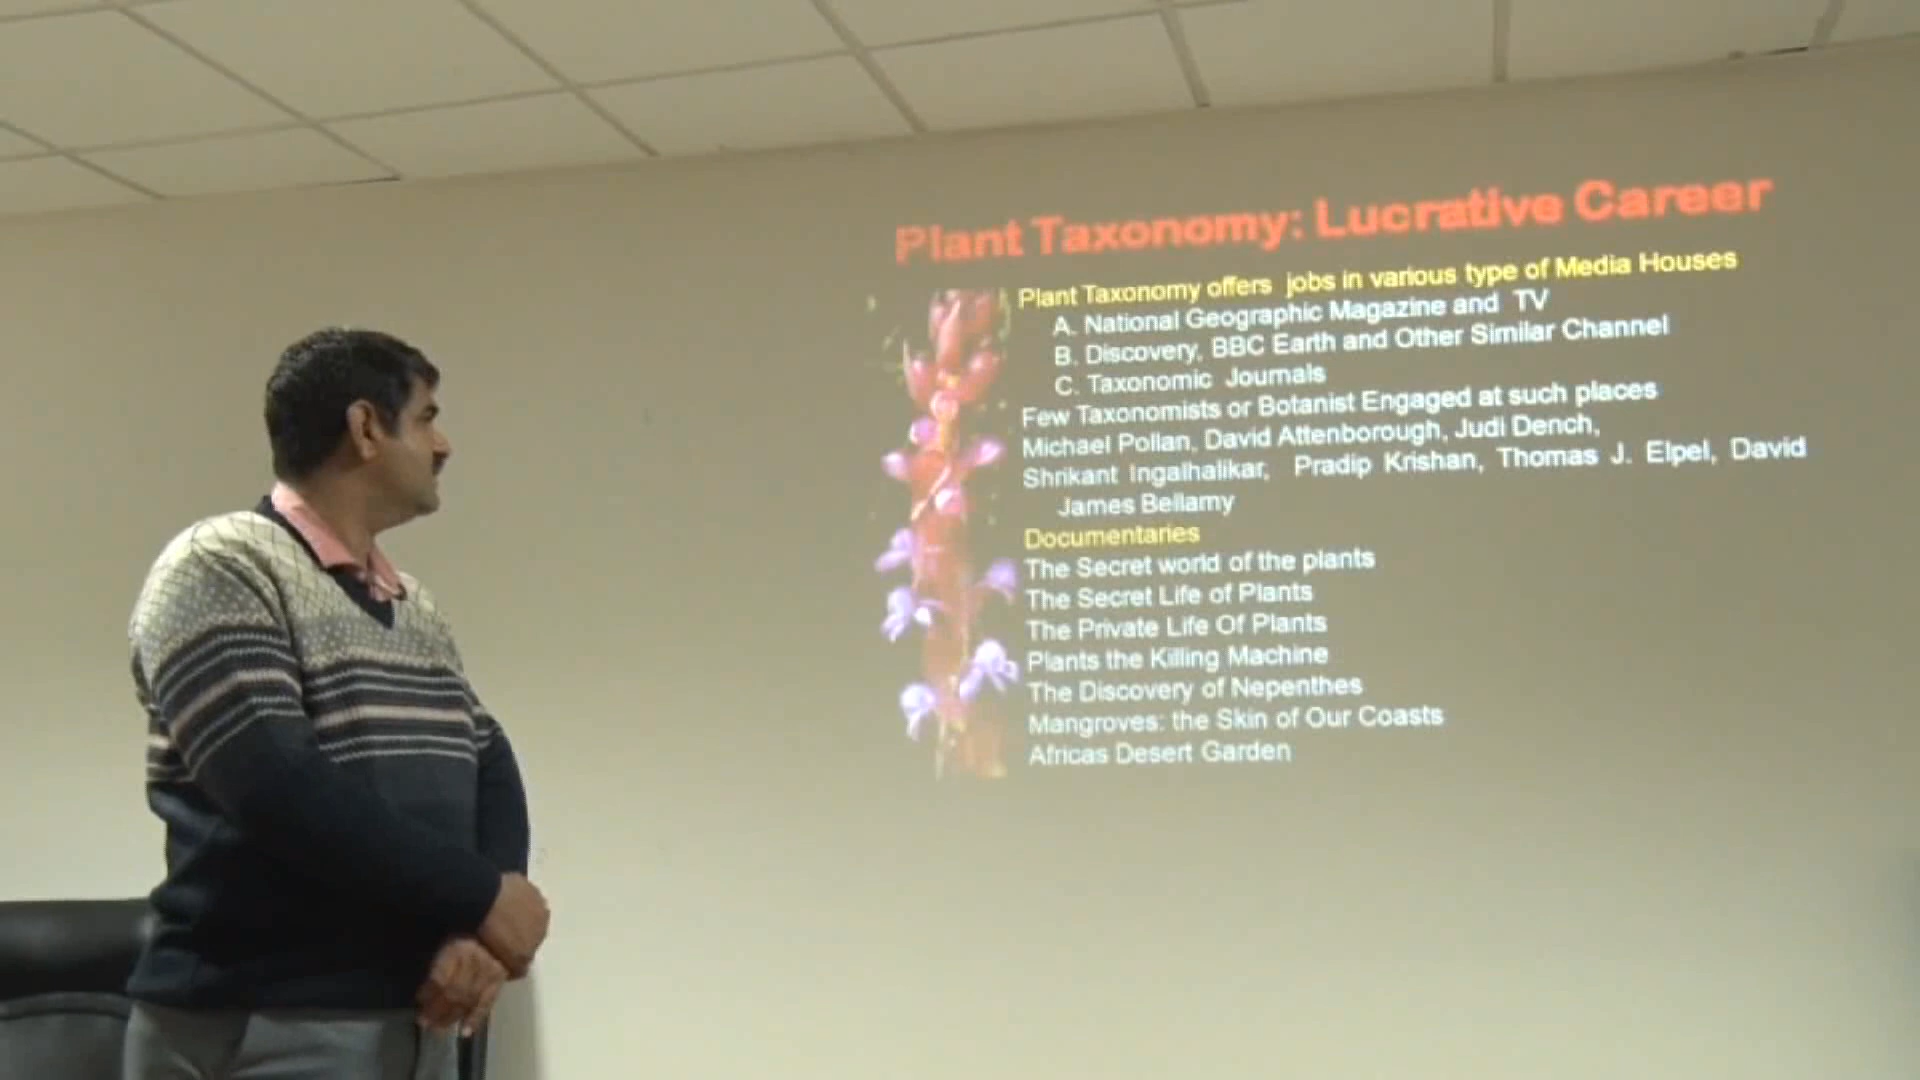 Plant Taxonomy: Lucrative Career
Plant Taxonomy offers jobs in various type of Media Houses
A. National Geographic Magazine and TV
B. Discovery, BBC Earth and Other Similar Channel
C. Taxonomic Journals
Few Taxonomists or Botanist Engaged at such places
Michael Pollan, David Attenborough, Judi Dench,
Shrikant Ingalhalikar, Pradip Krishan, Thomas J. Elpel, David
James Bellamy
Documentaries
The Secret world of the plants
The Secret Life of Plants
The Private Life Of Plants
Plants the Killing Machine
The Discovery of Nepenthes
Mangroves: the Skin of Our Coasts
Africas Desert Garden